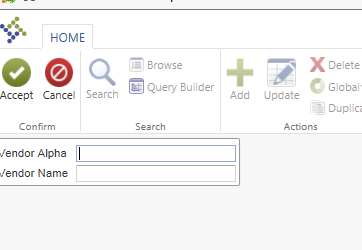 HOME
Accept
Cancel
Search
Browse
Query Builder
Add
Update
Delete
Global
Duplica
Confirm
Search
Actions
Vendor Alpha
Vendor Name